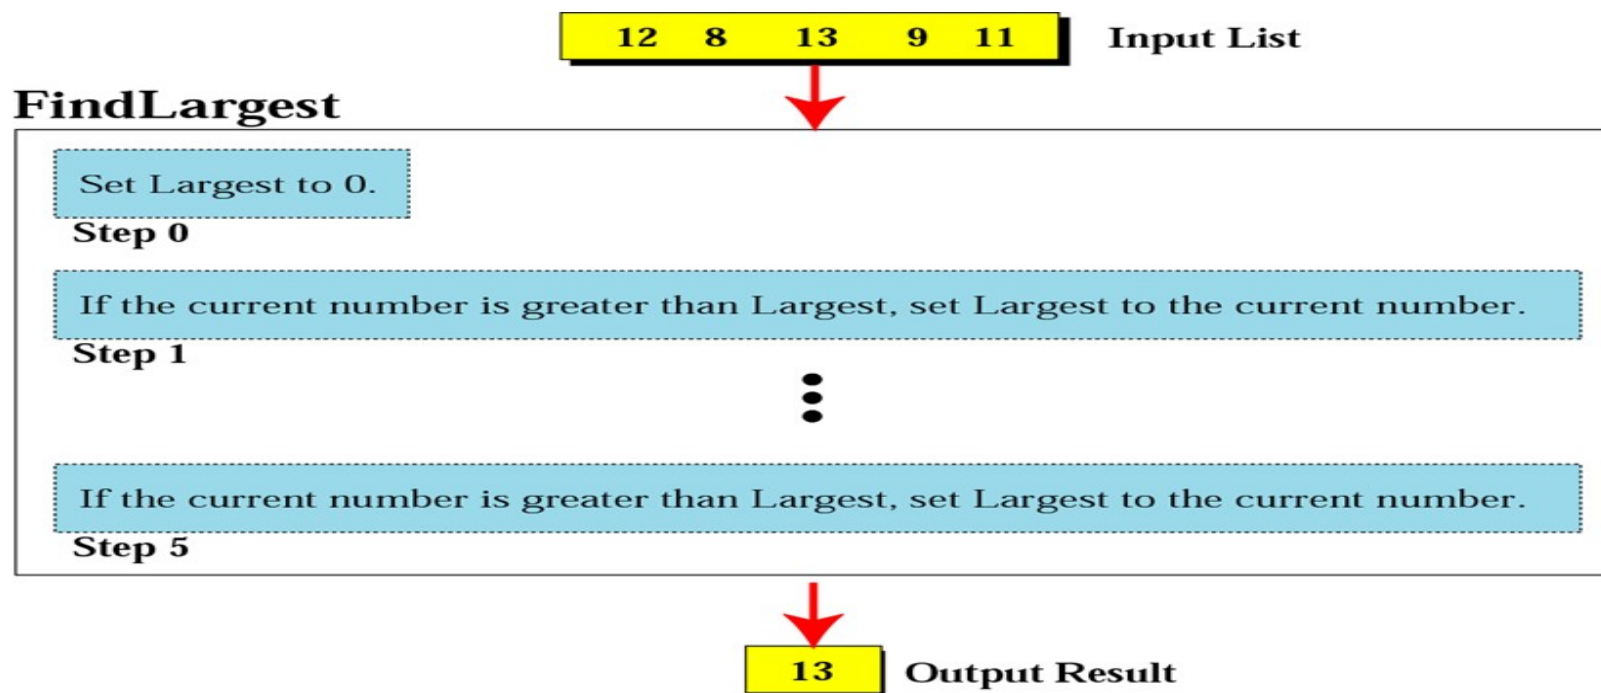 12 8 13 9 11 Input List
FindLargest
Set Largest to 0.
Step 0
If the current number is greater than Largest, set Largest to the current number.
Step 1
If the current number is greater than Largest, set Largest to the current number.
Step 5
13 Output Result